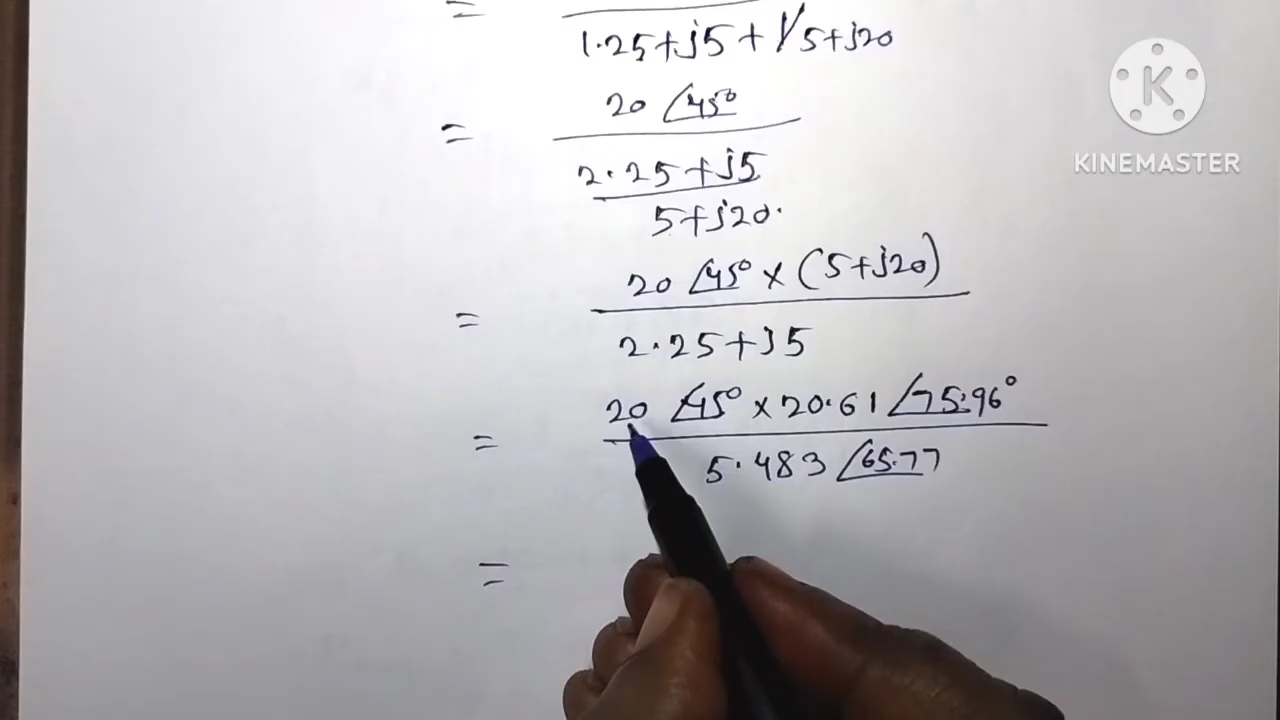 =
1.25+j5+1/5+j20
= 20 ∠45°
2.25+j5
5+j20.
20 ∠45° × (5+j20)
=
2.25+j5
20 ∠45° × 20.61 ∠75.96°
=
5.483 ∠65.77
=
K
KINEMASTER